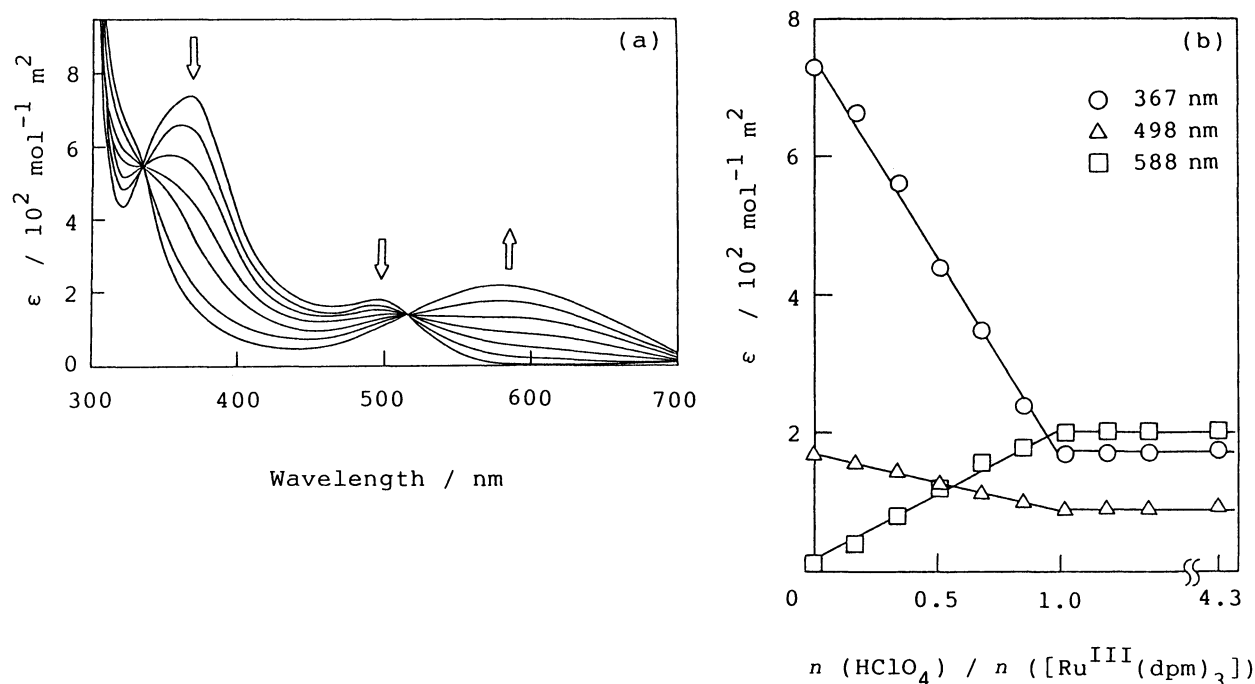 (a)
ε / 10² mol⁻¹ m²
8
6
4
2
0
300 400 500 600 700
Wavelength / nm
(b)
○ 367 nm
△ 498 nm
□ 588 nm
ε / 10² mol⁻¹ m²
8
6
4
2
0 0.5 1.0 4.3
n (HClO₄) / n ([Ruᴵᴵᴵ(dpm)₃])